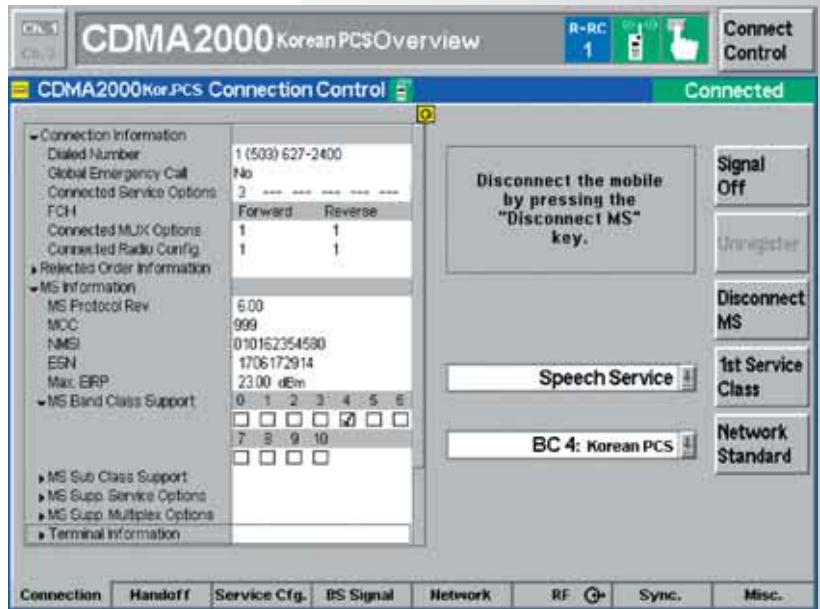 CDMA2000 Korean PCS Overview
R-RC
1
Connect
Control
CDMA2000 Kor.PCS Connection Control
Connected
Connection Information
Dialed Number 1 (503) 627-2400
Global Emergency Call No
Connected Service Options 3 --- --- --- --- ---
FCH Forward Reverse
Connected MUX Options 1 1
Connected Radio Config. 1 1
Rejected Order Information
MS Information
MS Protocol Rev. 6.00
MCC 999
NMSI 010162354580
ESN 1706172914
Max. EIRP 23.00 dBm
MS Band Class Support 0 1 2 3 4 5 6
7 8 9 10
MS Sub Class Support
MS Supp. Service Options
MS Supp. Multiplex Options
Terminal Information
Disconnect the mobile
by pressing the
"Disconnect MS"
key.
Speech Service
BC 4: Korean PCS
Signal
Off
Unregister
Disconnect
MS
1st Service
Class
Network
Standard
Connection Handoff Service Cfg. BS Signal Network RF Sync. Misc.